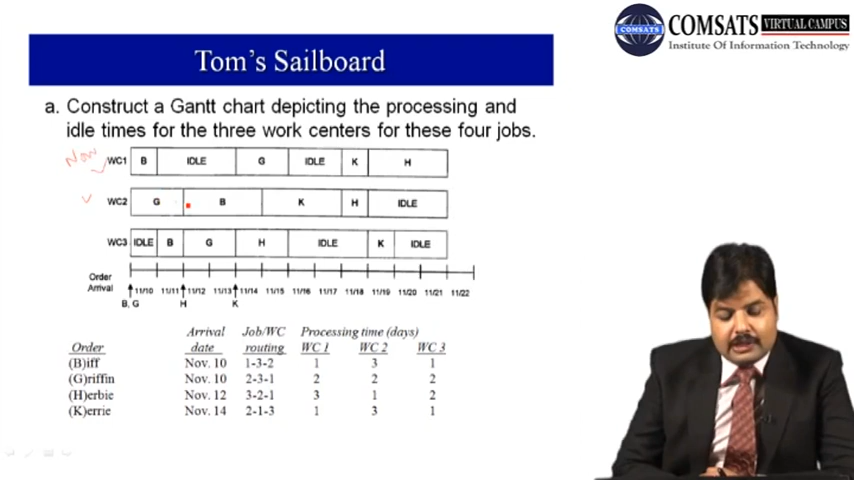 COMSATS VIRTUAL CAMPUS
COMSATS
Institute Of Information Technology
Tom's Sailboard
a. Construct a Gantt chart depicting the processing and
idle times for the three work centers for these four jobs.
Now
WC1 B IDLE G IDLE K H
WC2 G B K H IDLE
WC3 IDLE B G H IDLE K IDLE
Order
Arrival 11/10 11/11 11/12 11/13 11/14 11/15 11/16 11/17 11/18 11/19 11/20 11/21 11/22
B, G H K
Arrival Job/WC Processing time (days)
Order date routing WC 1 WC 2 WC 3
(B)iff Nov. 10 1-3-2 1 3 1
(G)riffin Nov. 10 2-3-1 2 2 2
(H)erbie Nov. 12 3-2-1 3 1 2
(K)errie Nov. 14 2-1-3 1 3 1